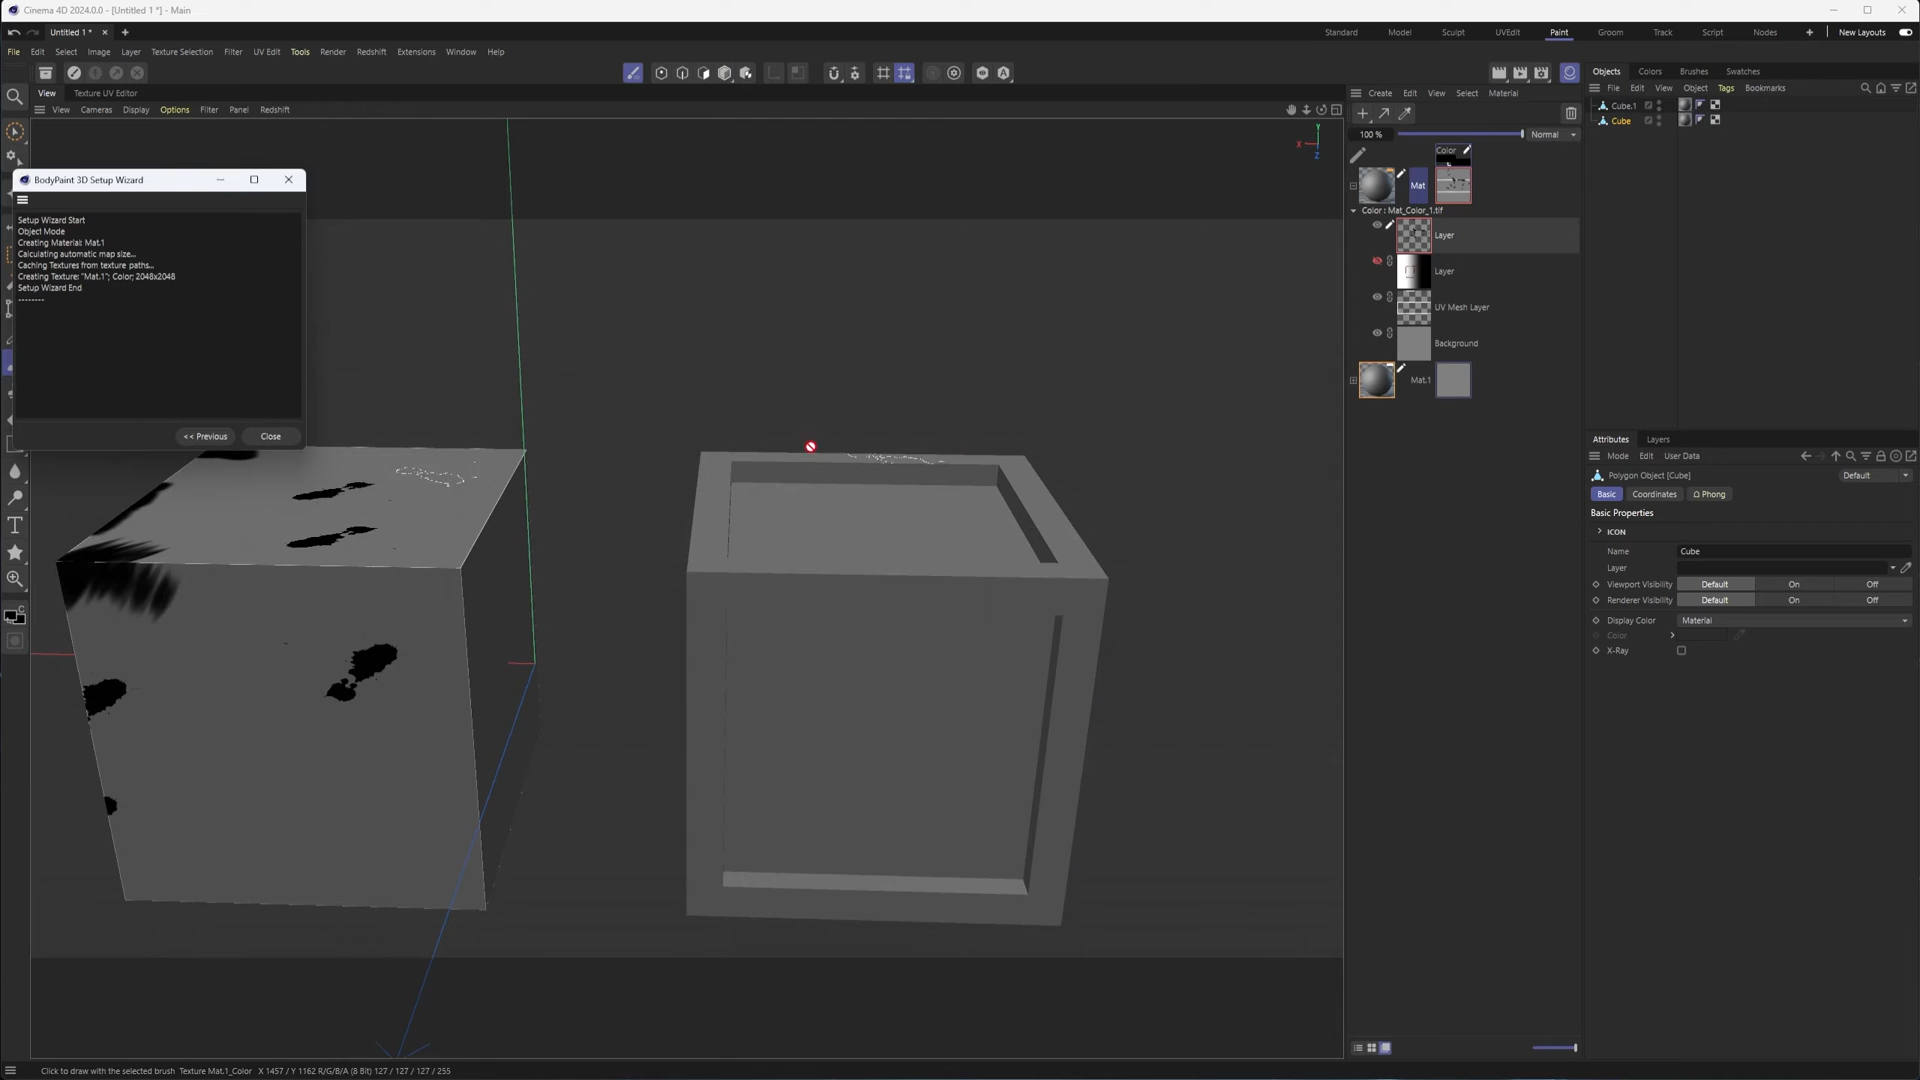 Cinema 4D 2024.0.0 - [Untitled 1 *] - Main
Untitled 1 *
Standard Model Sculpt UVEdit Paint Groom Track Script Nodes New Layouts
File Edit Select Image Layer Texture Selection Filter UV Edit Tools Render Redshift Extensions Window Help
View Texture UV Editor
View Cameras Display Options Filter Panel Redshift
Y
X
Z
BodyPaint 3D Setup Wizard
Setup Wizard Start
Object Mode
Creating Material: Mat.1
Calculating automatic map size...
Caching Textures from texture paths...
Creating Texture: "Mat.1"; Color; 2048x2048
Setup Wizard End
--------
<< Previous Close
Create Edit View Select Material
100 % Normal
Color
Mat
Color : Mat_Color_1.tif
Layer
Layer
UV Mesh Layer
Background
Mat.1
Objects Colors Brushes Swatches
File Edit View Object Tags Bookmarks
Cube.1
Cube
Attributes Layers
Mode Edit User Data
Polygon Object [Cube] Default
Basic Coordinates Phong
Basic Properties
ICON
Name Cube
Layer
Viewport Visibility Default On Off
Renderer Visibility Default On Off
Display Color Material
Color
X-Ray
Click to draw with the selected brush Texture Mat.1_Color X 1457 / Y 1162 R/G/B/A (8 Bit) 127 / 127 / 127 / 255